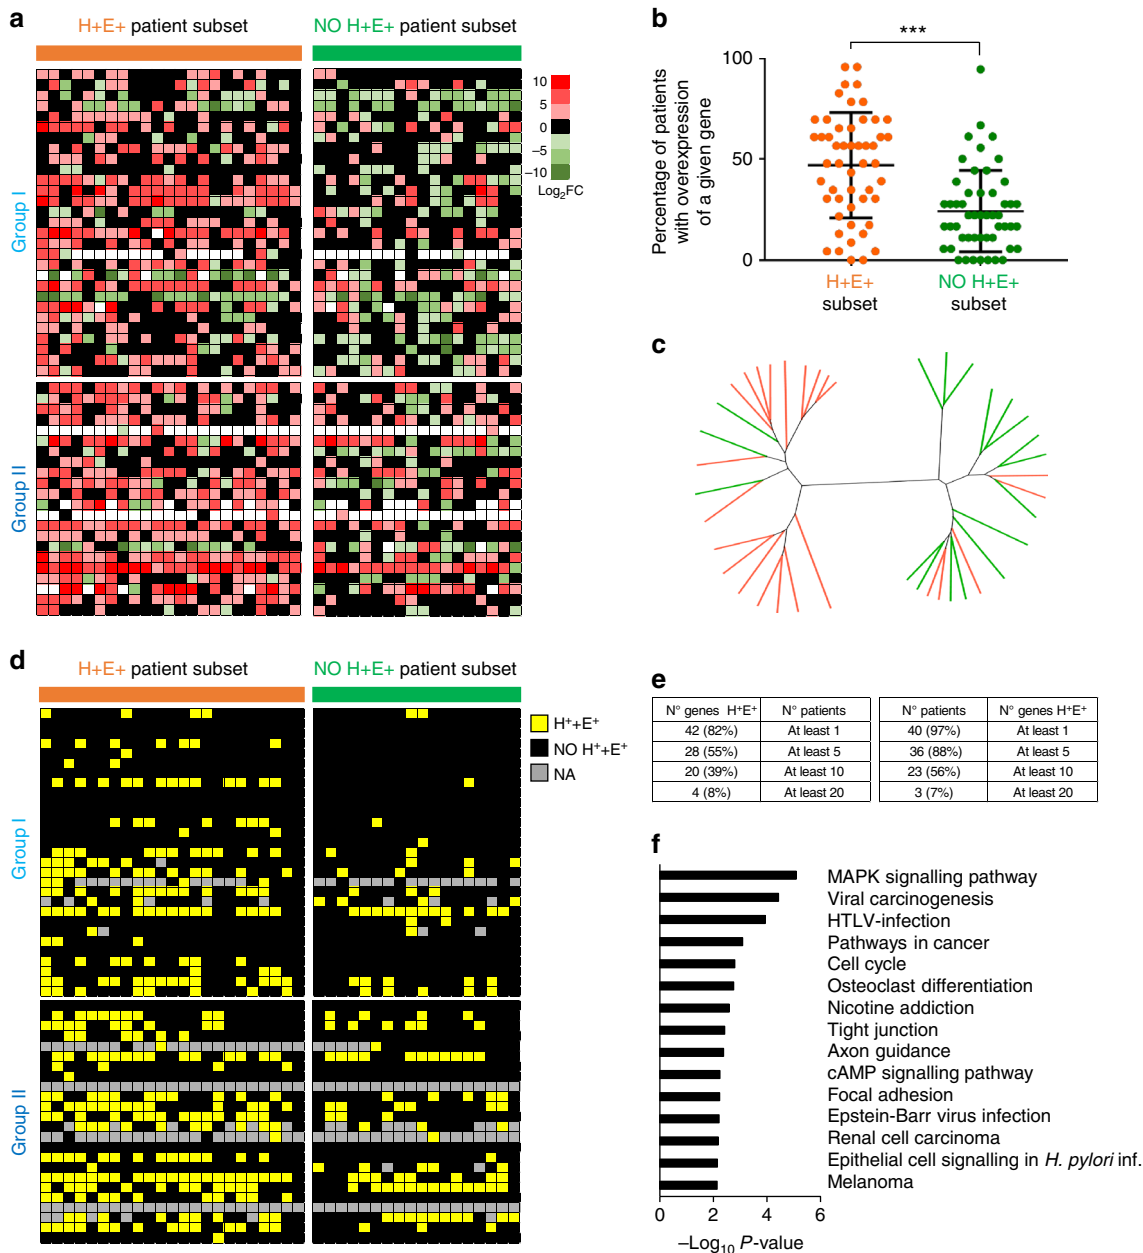 a
H+E+ patient subset
NO H+E+ patient subset
Group I
Group II
10
5
0
−5
−10
Log2FC
b
***
Percentage of patients
with overexpression
of a given gene
100
50
0
H+E+
subset
NO H+E+
subset
c
d
H+E+ patient subset
NO H+E+ patient subset
Group I
Group II
H⁺+E⁺
NO H⁺+E⁺
NA
e
N° genes H⁺E⁺ N° patients
42 (82%) At least 1
28 (55%) At least 5
20 (39%) At least 10
4 (8%) At least 20
N° patients N° genes H⁺E⁺
40 (97%) At least 1
36 (88%) At least 5
23 (56%) At least 10
3 (7%) At least 20
f
MAPK signalling pathway
Viral carcinogenesis
HTLV-infection
Pathways in cancer
Cell cycle
Osteoclast differentiation
Nicotine addiction
Tight junction
Axon guidance
cAMP signalling pathway
Focal adhesion
Epstein-Barr virus infection
Renal cell carcinoma
Epithelial cell signalling in H. pylori inf.
Melanoma
0 2 4 6
−Log10 P-value